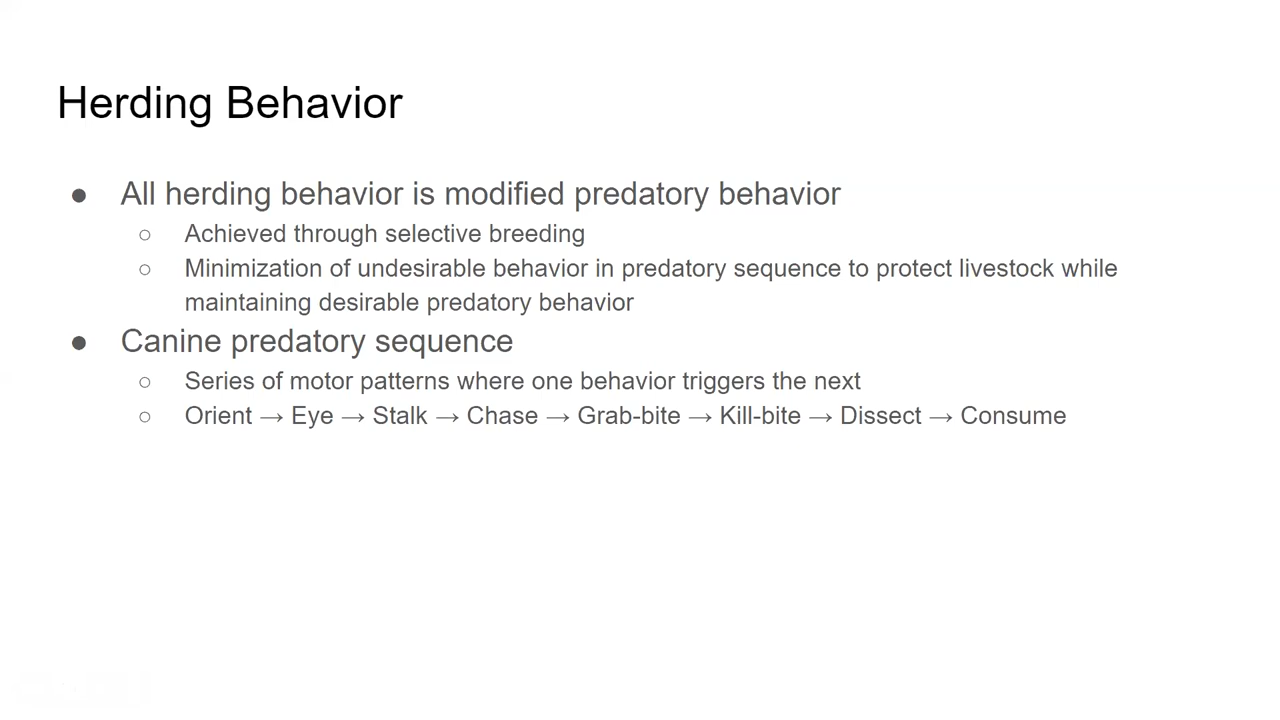 Herding Behavior
● All herding behavior is modified predatory behavior
○ Achieved through selective breeding
○ Minimization of undesirable behavior in predatory sequence to protect livestock while
maintaining desirable predatory behavior
● Canine predatory sequence
○ Series of motor patterns where one behavior triggers the next
○ Orient → Eye → Stalk → Chase → Grab-bite → Kill-bite → Dissect → Consume